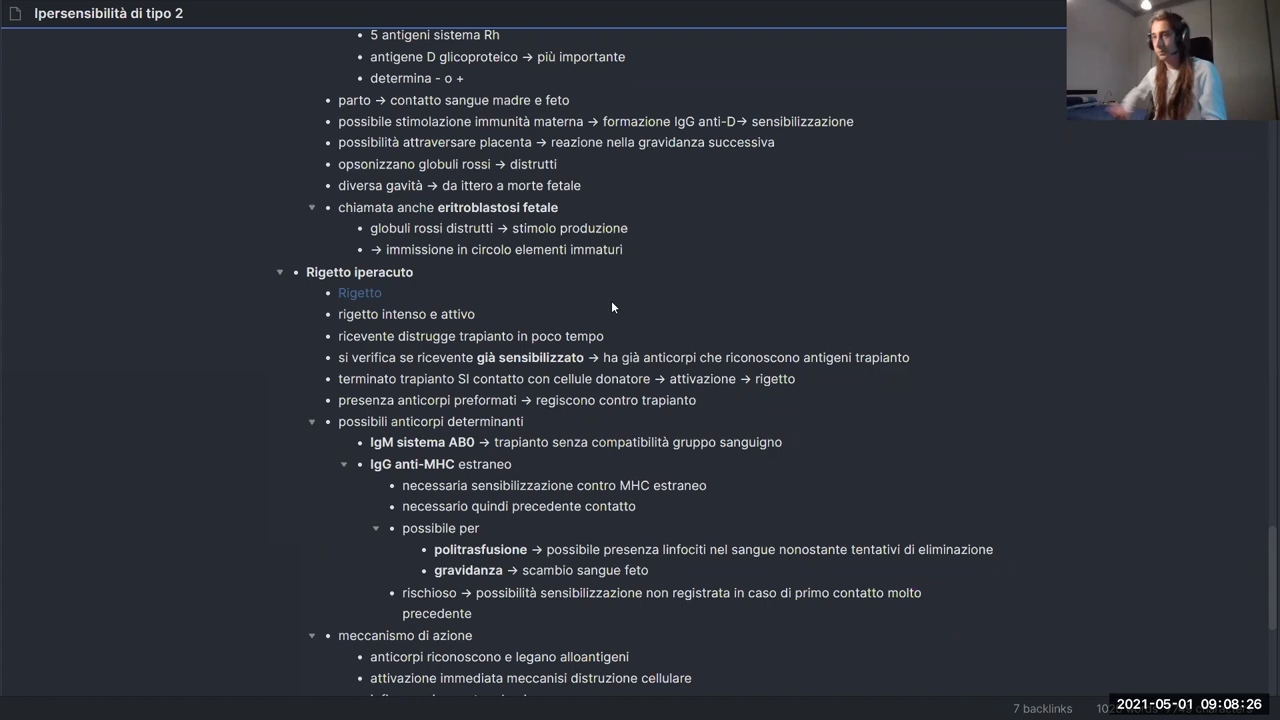 Ipersensibilità di tipo 2
5 antigeni sistema Rh
antigene D glicoproteico → più importante
determina - o +
parto → contatto sangue madre e feto
possibile stimolazione immunità materna → formazione IgG anti-D→ sensibilizzazione
possibilità attraversare placenta → reazione nella gravidanza successiva
opsonizzano globuli rossi → distrutti
diversa gavità → da ittero a morte fetale
chiamata anche eritroblastosi fetale
globuli rossi distrutti → stimolo produzione
→ immissione in circolo elementi immaturi
Rigetto iperacuto
Rigetto
rigetto intenso e attivo
ricevente distrugge trapianto in poco tempo
si verifica se ricevente già sensibilizzato → ha già anticorpi che riconoscono antigeni trapianto
terminato trapianto SI contatto con cellule donatore → attivazione → rigetto
presenza anticorpi preformati → regiscono contro trapianto
possibili anticorpi determinanti
IgM sistema AB0 → trapianto senza compatibilità gruppo sanguigno
IgG anti-MHC estraneo
necessaria sensibilizzazione contro MHC estraneo
necessario quindi precedente contatto
possibile per
politrasfusione → possibile presenza linfociti nel sangue nonostante tentativi di eliminazione
gravidanza → scambio sangue feto
rischioso → possibilità sensibilizzazione non registrata in caso di primo contatto molto
precedente
meccanismo di azione
anticorpi riconoscono e legano alloantigeni
attivazione immediata meccanisi distruzione cellulare
7 backlinks
2021-05-01 09:08:26